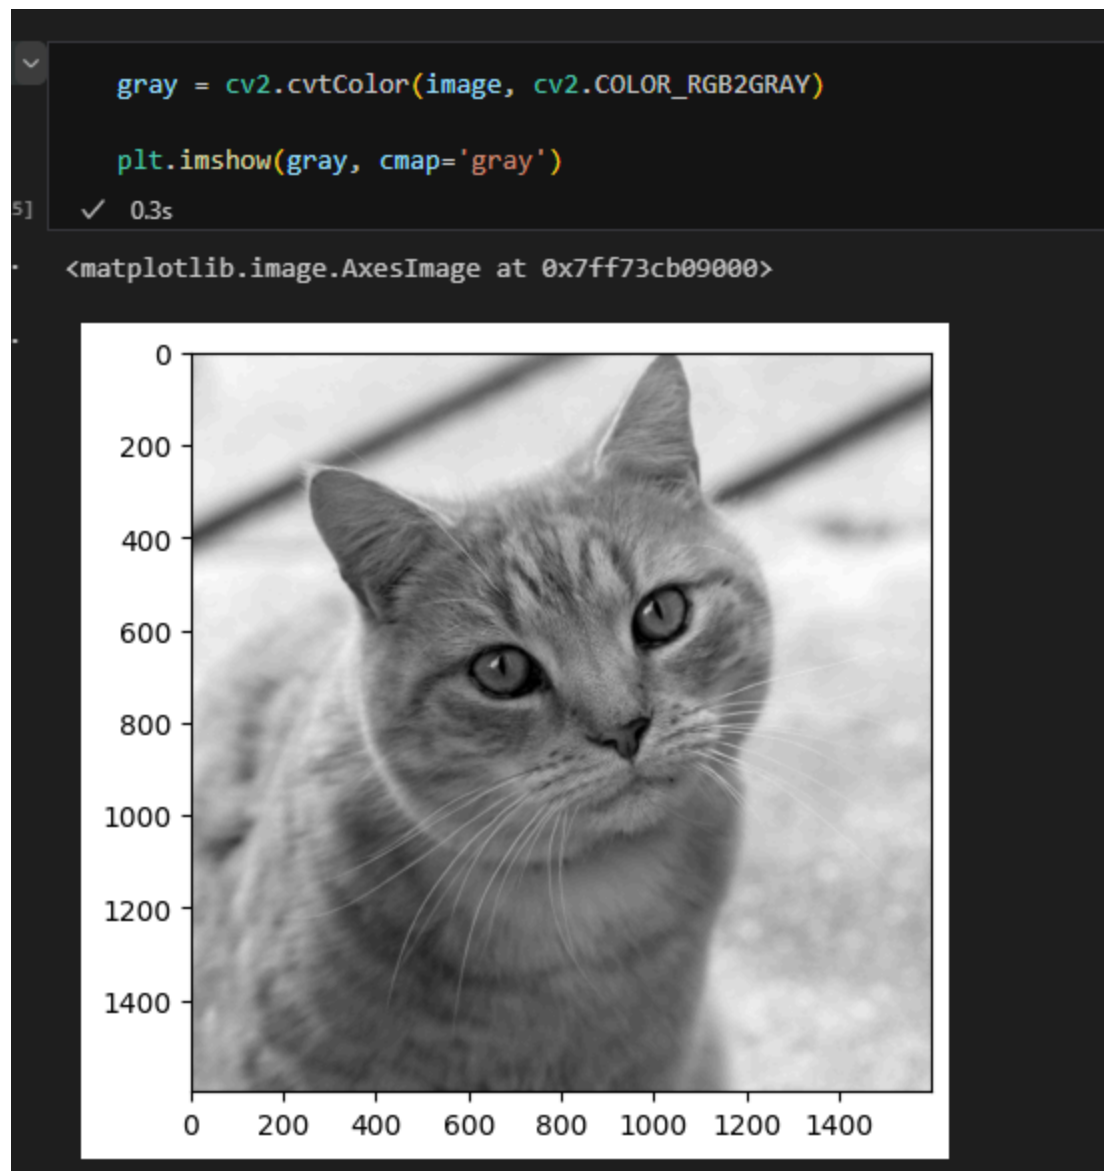 gray = cv2.cvtColor(image, cv2.COLOR_RGB2GRAY)
plt.imshow(gray, cmap='gray')
5]
0.3s
<matplotlib.image.AxesImage at 0x7ff73cb09000>
0
200
400
600
800
1000
1200
1400
0 200 400 600 800 1000 1200 1400